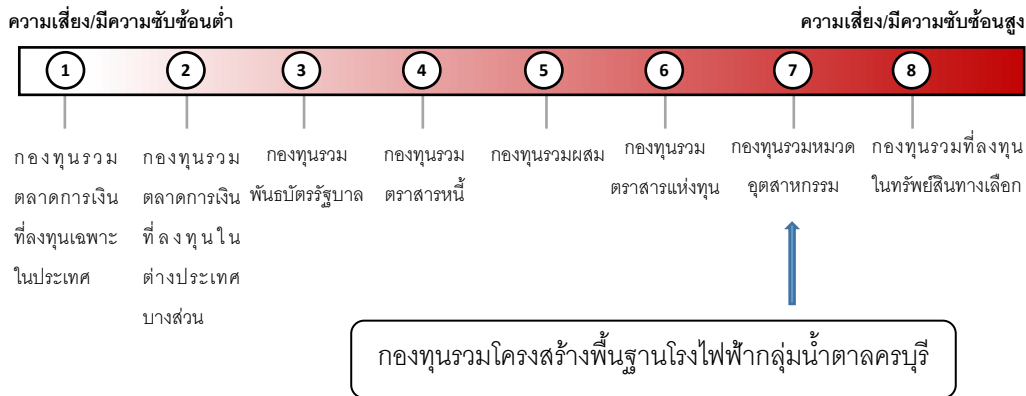 ความเสี่ยง/มีความซับซ้อนต่ำ
ความเสี่ยง/มีความซับซ้อนสูง
1 2 3 4 5 6 7 8
กองทุนรวม
ตลาดการเงิน
ที่ลงทุนเฉพาะ
ในประเทศ
กองทุนรวม
ตลาดการเงิน
ที่ลงทุนใน
ต่างประเทศ
บางส่วน
กองทุนรวม
พันธบัตรรัฐบาล
กองทุนรวม
ตราสารหนี้
กองทุนรวมผสม
กองทุนรวม
ตราสารแห่งทุน
กองทุนรวมหมวด
อุตสาหกรรม
กองทุนรวมที่ลงทุน
ในทรัพย์สินทางเลือก
กองทุนรวมโครงสร้างพื้นฐานโรงไฟฟ้ากลุ่มน้ำตาลครบุรี